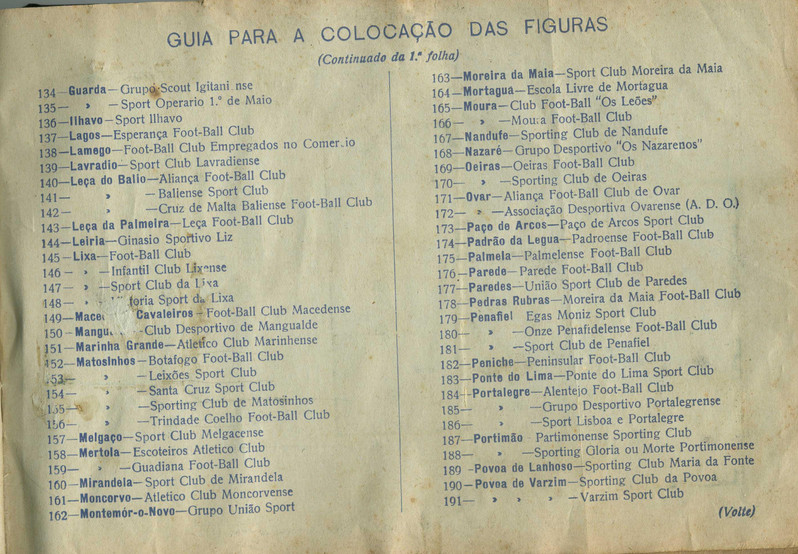 GUIA PARA A COLOCAÇÃO DAS FIGURAS
(Continuado da 1.ª folha)
134—Guarda—Grupo Scout Igitani nse
135— » —Sport Operario 1.º de Maio
136—Ilhavo—Sport Ilhavo
137—Lagos—Esperança Foot-Ball Club
138—Lamego—Foot-Ball Club Empregados no Comer.io
139—Lavradio—Sport Club Lavradiense
140—Leça do Balio—Aliança Foot-Ball Club
141— » —Baliense Sport Club
142— » —Cruz de Malta Baliense Foot-Ball Club
143—Leça da Palmeira—Leça Foot-Ball Club
144—Leiria—Ginasio Sportivo Liz
145—Lixa—Foot-Ball Club
146— » —Infantil Club Lixense
147— » —Sport Club da Lixa
148— » toria Sport da Lixa
149—Mace Cavaleiros—Foot-Ball Club Macedense
150—Mangu —Club Desportivo de Mangualde
151—Marinha Grande—Atletico Club Marinhense
152—Matosinhos—Botafogo Foot-Ball Club
153— » —Leixões Sport Club
154— » —Santa Cruz Sport Club
155— » —Sporting Club de Matosinhos
156— » —Trindade Coelho Foot-Ball Club
157—Melgaço—Sport Club Melgacense
158—Mertola—Escoteiros Atletico Club
159— » —Guadiana Foot-Ball Club
160—Mirandela—Sport Club de Mirandela
161—Moncorvo—Atletico Club Moncorvense
162—Montemór-o-Novo—Grupo União Sport
163—Moreira da Maia—Sport Club Moreira da Maia
164—Mortagua—Escola Livre de Mortagua
165—Moura—Club Foot-Ball "Os Leões"
166— » —Moura Foot-Ball Club
167—Nandufe—Sporting Club de Nandufe
168—Nazaré—Grupo Desportivo "Os Nazarenos"
169—Oeiras—Oeiras Foot-Ball Club
170— » —Sporting Club de Oeiras
171—Ovar—Aliança Foot-Ball Club de Ovar
172— » —Associação Desportiva Ovarense (A. D. O.)
173—Paço de Arcos—Paço de Arcos Sport Club
174—Padrão da Legua—Padroense Foot-Ball Club
175—Palmela—Palmelense Foot-Ball Club
176—Parede—Parede Foot-Ball Club
177—Paredes—União Sport Club de Paredes
178—Pedras Rubras—Moreira da Maia Foot-Ball Club
179—Penafiel Egas Moniz Sport Club
180— » —Onze Penafidelense Foot-Ball Club
181— » —Sport Club de Penafiel
182—Peniche—Peninsular Foot-Ball Club
183—Ponte do Lima—Ponte do Lima Sport Club
184—Portalegre—Alentejo Foot-Ball Club
185— » —Grupo Desportivo Portalegrense
186— » —Sport Lisboa e Portalegre
187—Portimão Partimonense Sporting Club
188— » —Sporting Gloria ou Morte Portimonense
189 -Povoa de Lanhoso—Sporting Club Maria da Fonte
190—Povoa de Varzim—Sporting Club da Povoa
191— » » » —Varzim Sport Club
(Volte)